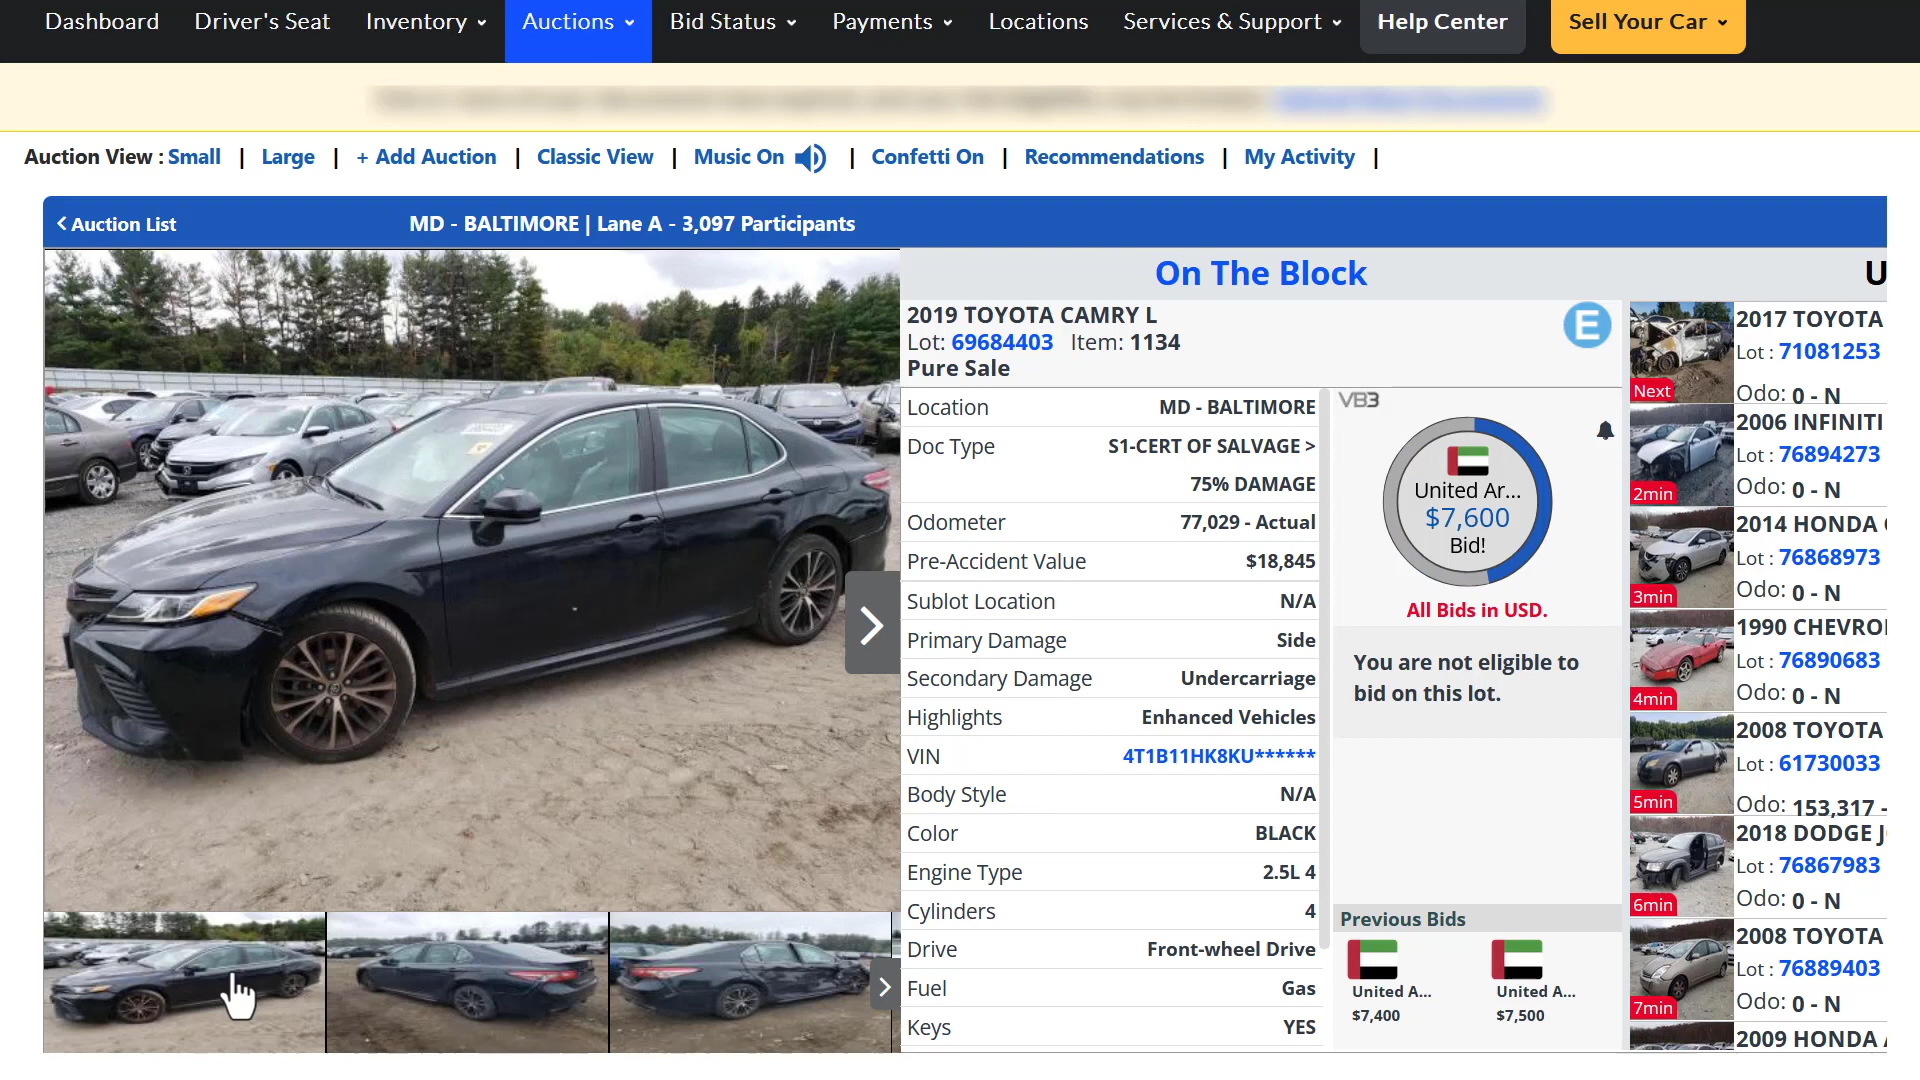 Dashboard Driver's Seat Inventory Auctions Bid Status Payments Locations Services & Support Help Center Sell Your Car
Auction View : Small | Large | + Add Auction | Classic View | Music On | Confetti On | Recommendations | My Activity |
Auction List MD - BALTIMORE | Lane A - 3,097 Participants
On The Block
U
2019 TOYOTA CAMRY L
Lot: 69684403 Item: 1134
Pure Sale
E
Location MD - BALTIMORE
Doc Type S1-CERT OF SALVAGE >
75% DAMAGE
Odometer 77,029 - Actual
Pre-Accident Value $18,845
Sublot Location N/A
Primary Damage Side
Secondary Damage Undercarriage
Highlights Enhanced Vehicles
VIN 4T1B11HK8KU******
Body Style N/A
Color BLACK
Engine Type 2.5L 4
Cylinders 4
Drive Front-wheel Drive
Fuel Gas
Keys YES
VB3
United Ar...
$7,600
Bid!
All Bids in USD.
You are not eligible to
bid on this lot.
Previous Bids
United A... United A...
$7,400 $7,500
2017 TOYOTA
Lot : 71081253
Next Odo: 0 - N
2006 INFINITI
Lot : 76894273
2min Odo: 0 - N
2014 HONDA
Lot : 76868973
3min Odo: 0 - N
1990 CHEVRO
Lot : 76890683
4min Odo: 0 - N
2008 TOYOTA
Lot : 61730033
5min Odo: 153,317 -
2018 DODGE J
Lot : 76867983
6min Odo: 0 - N
2008 TOYOTA
Lot : 76889403
7min Odo: 0 - N
2009 HONDA